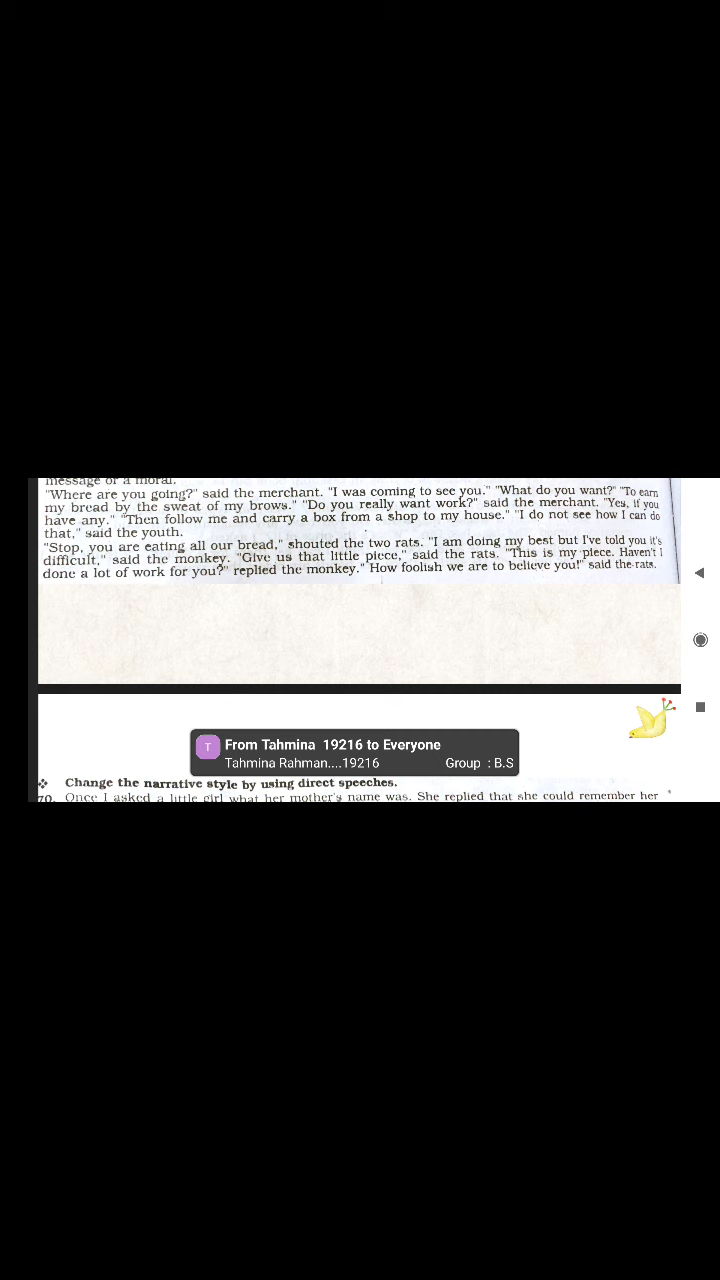 message or a moral.
"Where are you going?" said the merchant. "I was coming to see you." "What do you want?" "To earn
my bread by the sweat of my brows." "Do you really want work?" said the merchant. "Yes, if you
have any." "Then follow me and carry a box from a shop to my house." "I do not see how I can do
that," said the youth.
"Stop, you are eating all our bread," shouted the two rats. "I am doing my best but I've told you it's
difficult," said the monkey. "Give us that little piece," said the rats. "This is my piece. Haven't I
done a lot of work for you?" replied the monkey." How foolish we are to believe you!" said the rats.
T
From Tahmina 19216 to Everyone
Tahmina Rahman....19216 Group : B.S
❖ Change the narrative style by using direct speeches.
70. Once I asked a little girl what her mother's name was. She replied that she could remember her